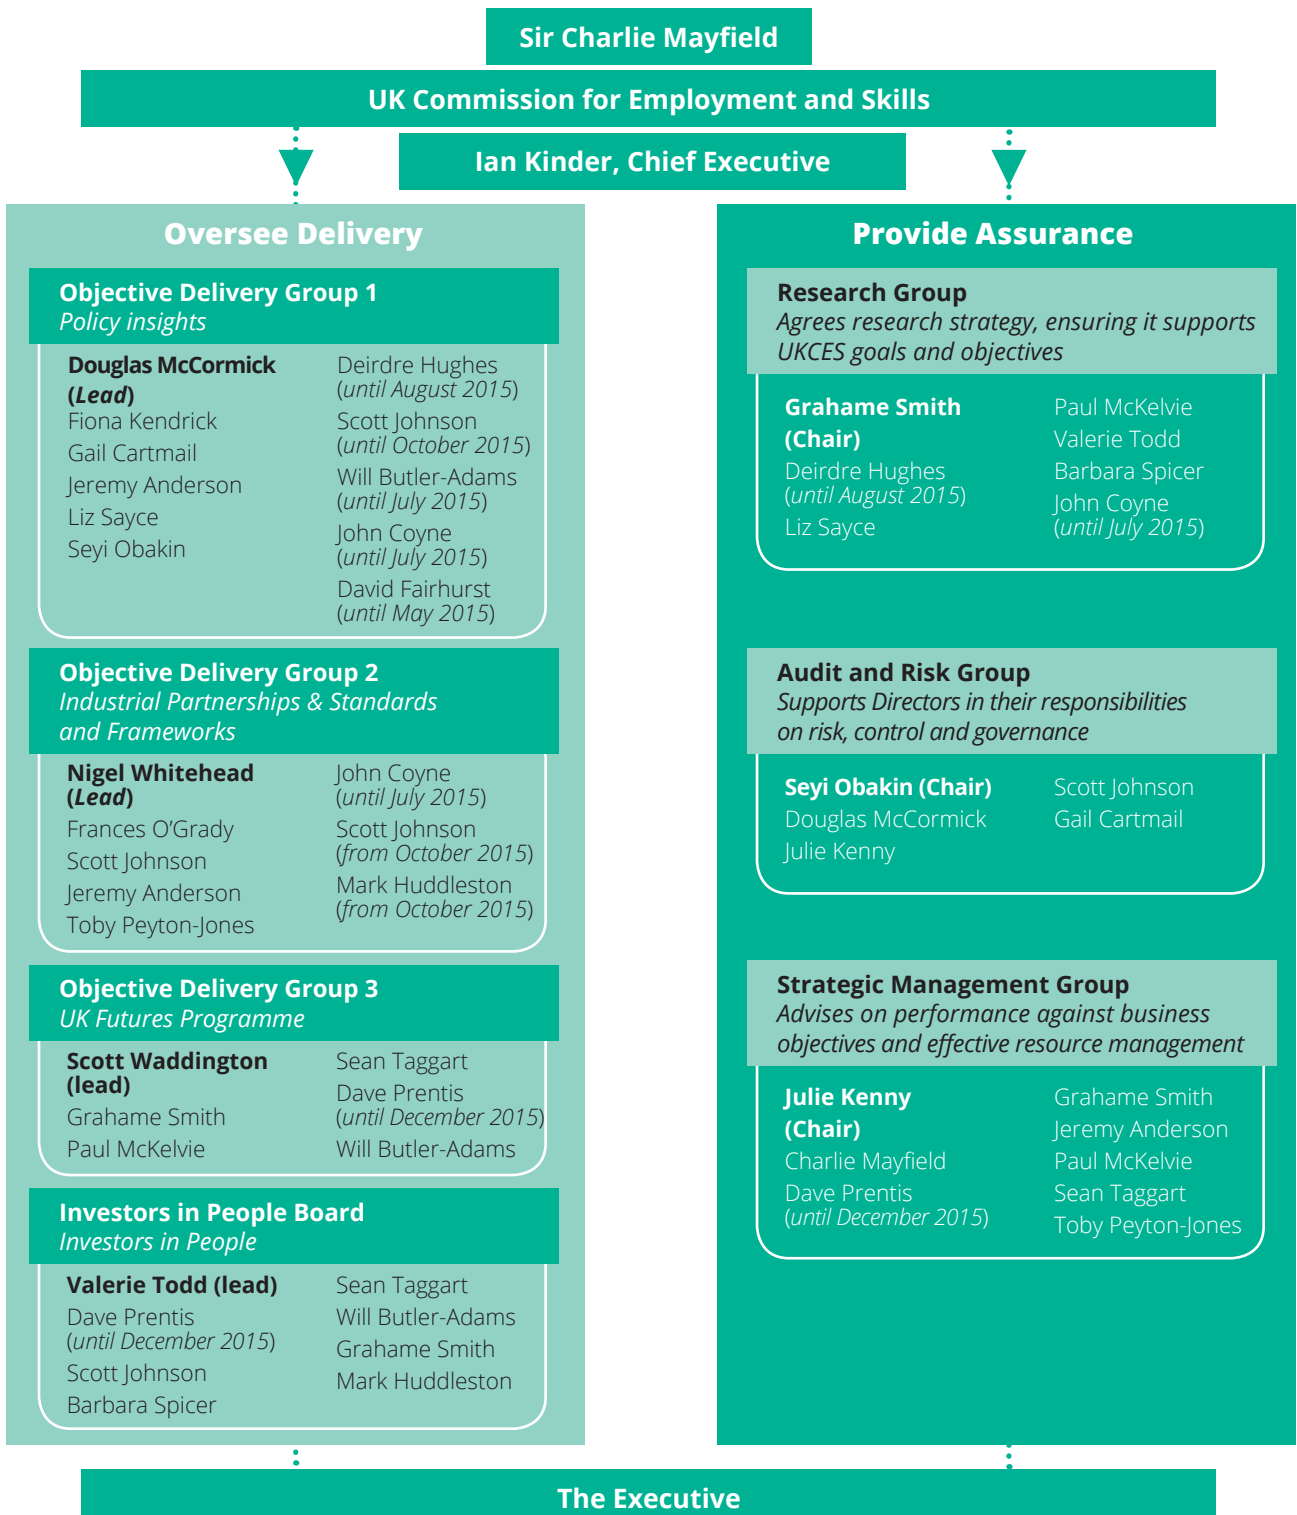 Sir Charlie Mayfield
UK Commission for Employment and Skills
Ian Kinder, Chief Executive
Oversee Delivery
Objective Delivery Group 1
Policy insights
Douglas McCormick
(Lead)
Fiona Kendrick
Gail Cartmail
Jeremy Anderson
Liz Sayce
Seyi Obakin
Deirdre Hughes
(until August 2015)
Scott Johnson
(until October 2015)
Will Butler-Adams
(until July 2015)
John Coyne
(until July 2015)
David Fairhurst
(until May 2015)
Objective Delivery Group 2
Industrial Partnerships & Standards
and Frameworks
Nigel Whitehead
(Lead)
Frances O'Grady
Scott Johnson
Jeremy Anderson
Toby Peyton-Jones
John Coyne
(until July 2015)
Scott Johnson
(from October 2015)
Mark Huddleston
(from October 2015)
Objective Delivery Group 3
UK Futures Programme
Scott Waddington
(lead)
Grahame Smith
Paul McKelvie
Sean Taggart
Dave Prentis
(until December 2015)
Will Butler-Adams
Investors in People Board
Investors in People
Valerie Todd (lead)
Dave Prentis
(until December 2015)
Scott Johnson
Barbara Spicer
Sean Taggart
Will Butler-Adams
Grahame Smith
Mark Huddleston
Provide Assurance
Research Group
Agrees research strategy, ensuring it supports
UKCES goals and objectives
Grahame Smith
(Chair)
Deirdre Hughes
(until August 2015)
Liz Sayce
Paul McKelvie
Valerie Todd
Barbara Spicer
John Coyne
(until July 2015)
Audit and Risk Group
Supports Directors in their responsibilities
on risk, control and governance
Seyi Obakin (Chair)
Douglas McCormick
Julie Kenny
Scott Johnson
Gail Cartmail
Strategic Management Group
Advises on performance against business
objectives and effective resource management
Julie Kenny
(Chair)
Charlie Mayfield
Dave Prentis
(until December 2015)
Grahame Smith
Jeremy Anderson
Paul McKelvie
Sean Taggart
Toby Peyton-Jones
The Executive